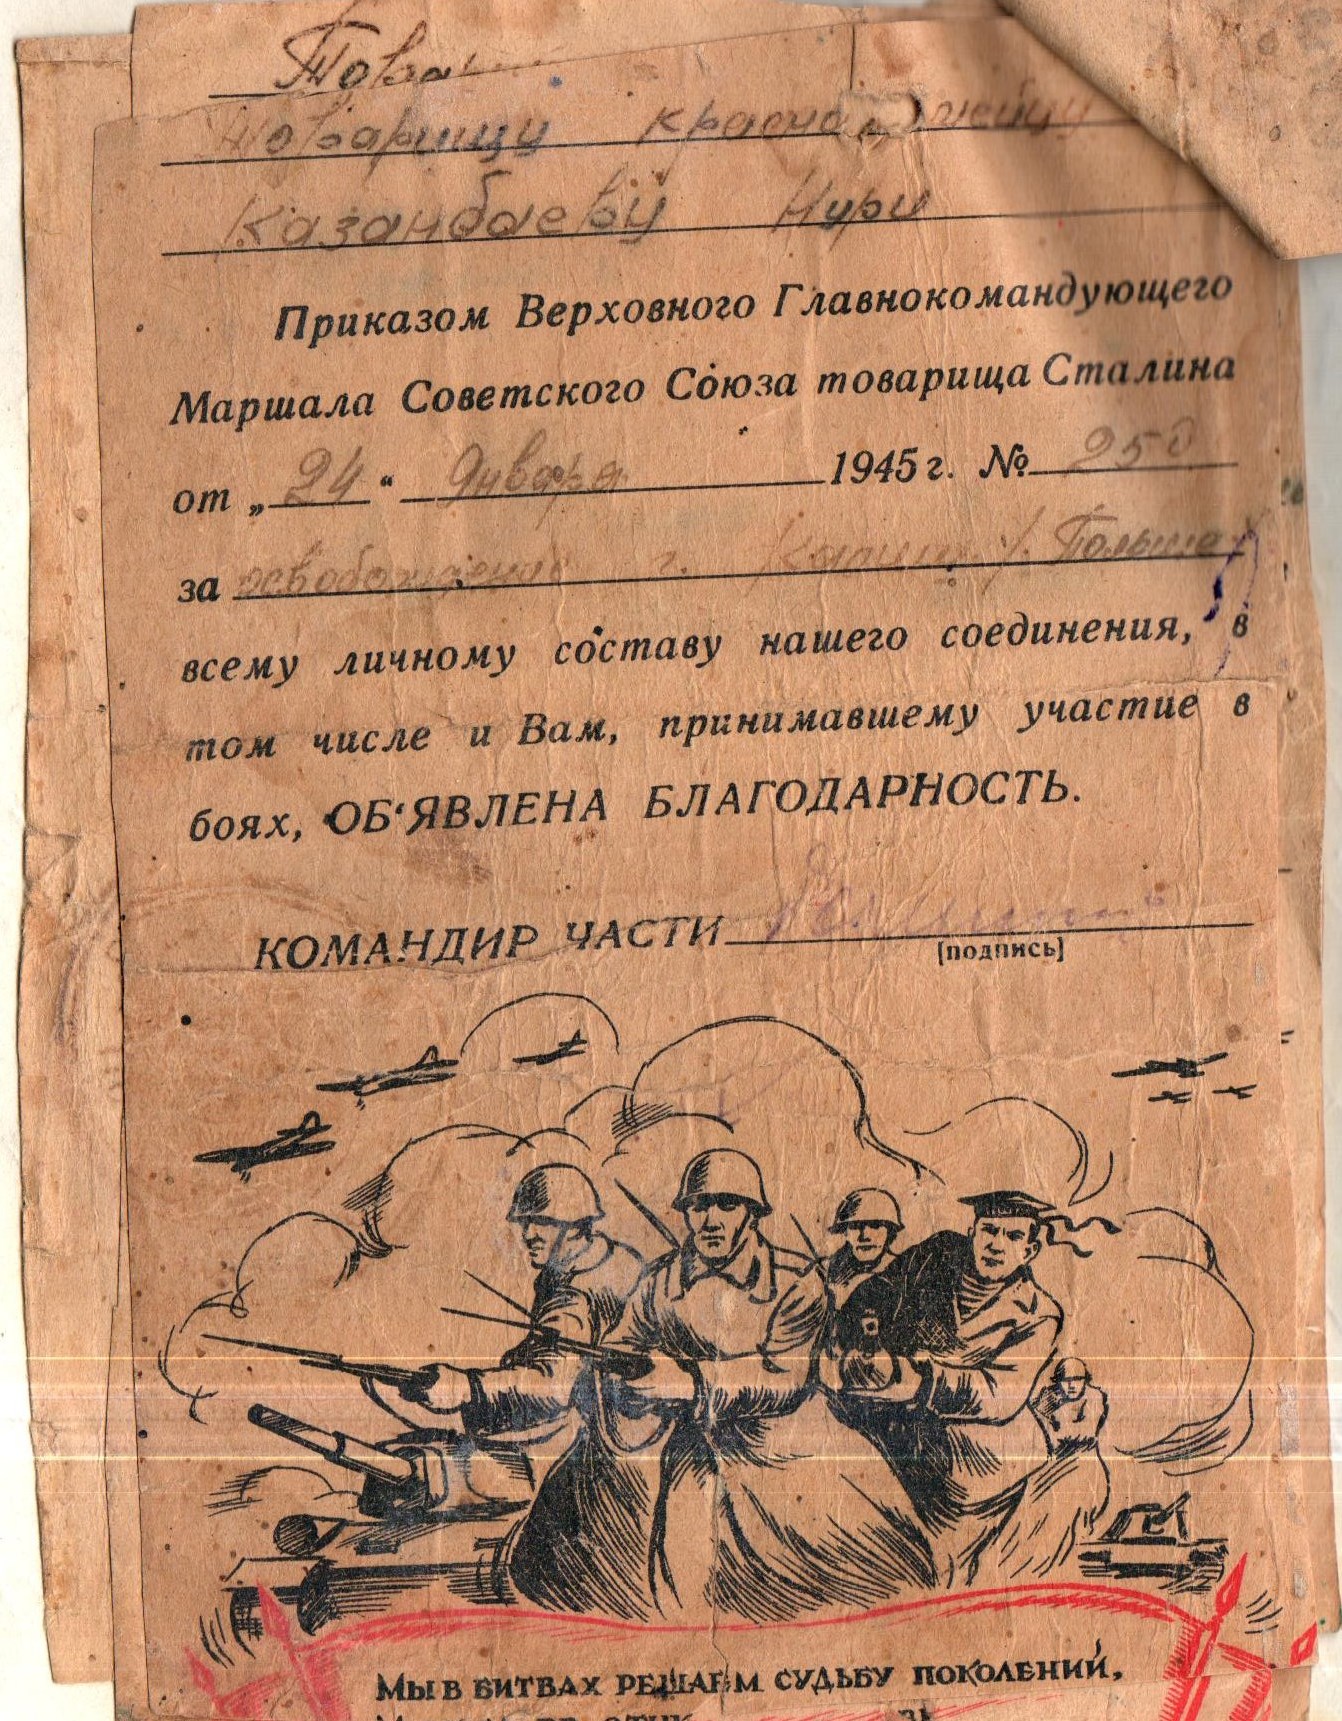 Товарищу
Казанбаеву Нури
Приказом Верховного Главнокомандующего
Маршала Советского Союза товарища Сталина
от „24“ Января 1945 г. № 250
за освобождение г. Польша
всему личному составу нашего соединения, в
том числе и Вам, принимавшему участие в
боях, ОБ‘ЯВЛЕНА БЛАГОДАРНОСТЬ.
КОМАНДИР ЧАСТИ
[подпись]
Мы в битвах решаем судьбу поколений,